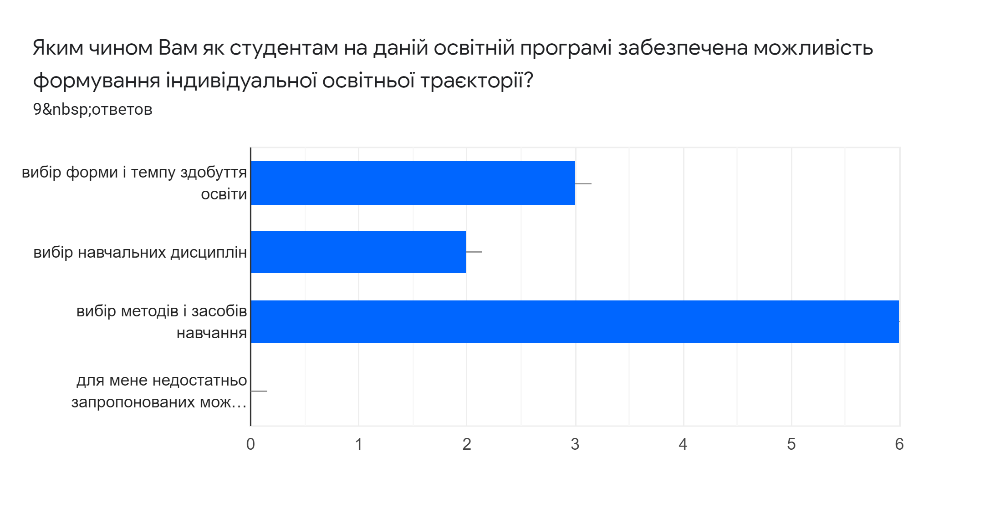 Яким чином Вам як студентам на даній освітній програмі забезпечена можливість
формування індивідуальної освітньої траєкторії?
9&nbsp;ответов
вибір форми і темпу здобуття
освіти
вибір навчальних дисциплін
вибір методів і засобів
навчання
для мене недостатньо
запропонованих мож…
0 1 2 3 4 5 6